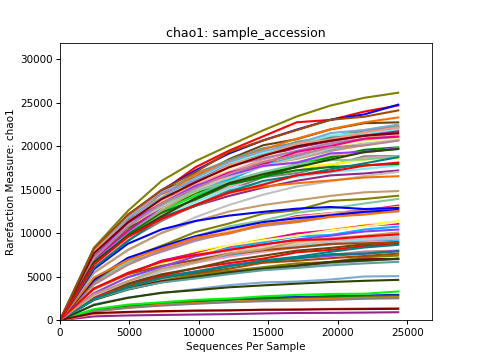 chao1: sample_accession
Rarefaction Measure: chao1
30000
25000
20000
15000
10000
5000
0
0 5000 10000 15000 20000 25000
Sequences Per Sample